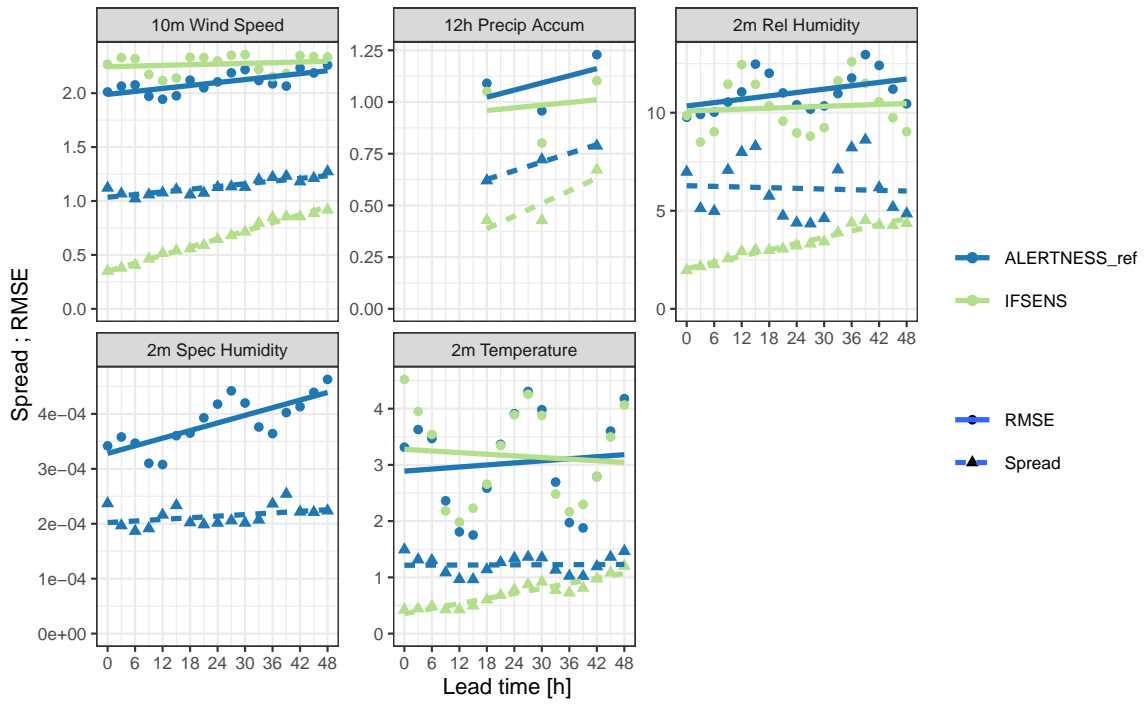 10m Wind Speed
12h Precip Accum
2m Rel Humidity
0.0
0.5
1.0
1.5
2.0
0.00
0.25
0.50
0.75
1.00
1.25
0
5
10
0 6 12 18 24 30 36 42 48
2m Spec Humidity
2m Temperature
0e+00
1e−04
2e−04
3e−04
4e−04
0
1
2
3
4
0 6 12 18 24 30 36 42 48
0 6 12 18 24 30 36 42 48
Lead time [h]
Spread ; RMSE
ALERTNESS_ref
IFSENS
RMSE
Spread